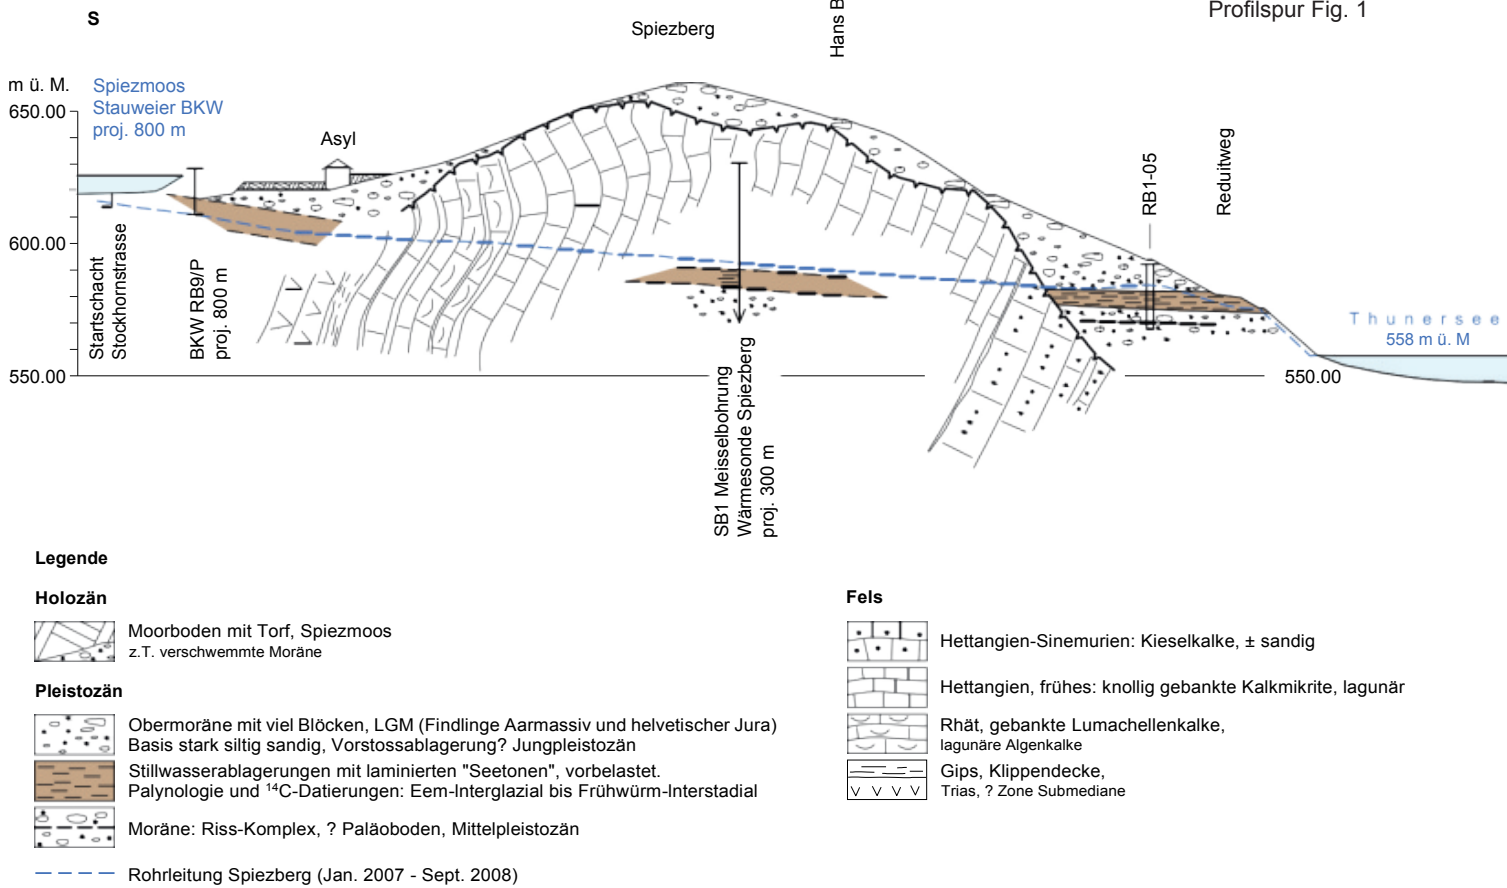 Profilspur Fig. 1
S
Spiezberg
Hans B
m ü. M.
Spiezmoos
Stauweier BKW
proj. 800 m
650.00
600.00
550.00
Asyl
Startschacht
Stockhornstrasse
BKW RB9/P
proj. 800 m
SB1 Meisselbohrung
Wärmesonde Spiezberg
proj. 300 m
RB1-05
Reduitweg
Thunersee
558 m ü. M
550.00
Legende
Holozän
Moorboden mit Torf, Spiezmoos
z.T. verschwemmte Moräne
Pleistozän
Obermoräne mit viel Blöcken, LGM (Findlinge Aarmassiv und helvetischer Jura)
Basis stark siltig sandig, Vorstossablagerung? Jungpleistozän
Stillwasserablagerungen mit laminierten "Seetonen", vorbelastet.
Palynologie und ¹⁴C-Datierungen: Eem-Interglazial bis Frühwürm-Interstadial
Moräne: Riss-Komplex, ? Paläoboden, Mittelpleistozän
Rohrleitung Spiezberg (Jan. 2007 - Sept. 2008)
Fels
Hettangien-Sinemurien: Kieselkalke, ± sandig
Hettangien, frühes: knollig gebankte Kalkmikrite, lagunär
Rhät, gebankte Lumachellenkalke,
lagunäre Algenkalke
Gips, Klippendecke,
Trias, ? Zone Submediane